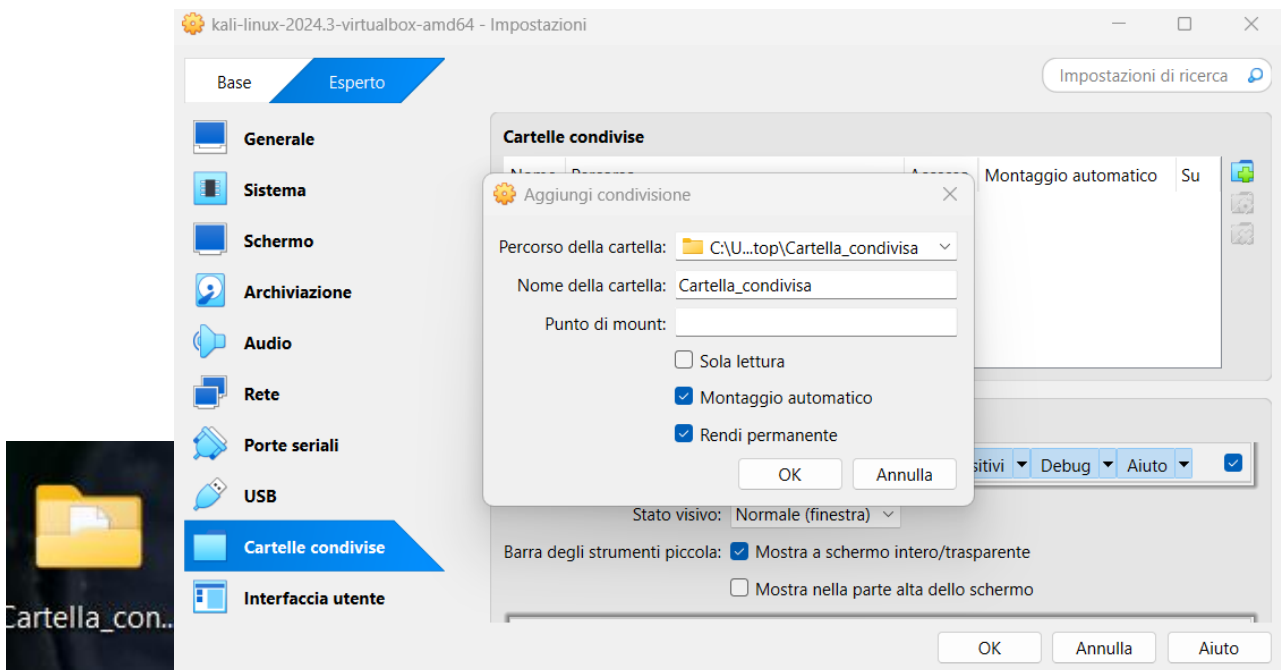 kali-linux-2024.3-virtualbox-amd64 - Impostazioni
Base
Esperto
Impostazioni di ricerca
Generale
Sistema
Schermo
Archiviazione
Audio
Rete
Porte seriali
USB
Cartelle condivise
Interfaccia utente
Cartelle condivise
Montaggio automatico
Su
Aggiungi condivisione
Percorso della cartella:
C:\U...top\Cartella_condivisa
Nome della cartella:
Cartella_condivisa
Punto di mount:
Sola lettura
Montaggio automatico
Rendi permanente
OK
Annulla
sitivi
Debug
Aiuto
Stato visivo:
Normale (finestra)
Barra degli strumenti piccola:
Mostra a schermo intero/trasparente
Mostra nella parte alta dello schermo
OK
Annulla
Aiuto
Cartella_con...